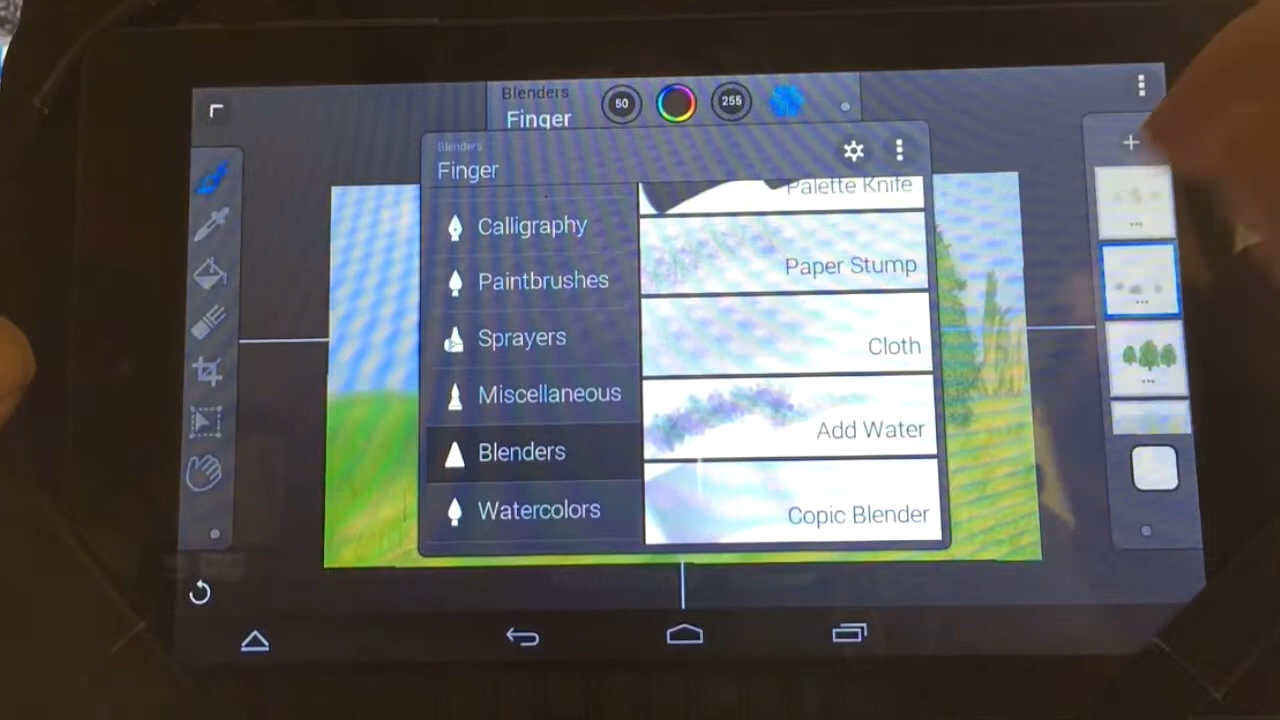 Blenders
50
255
Finger
Blenders
Finger
Palette Knife
Calligraphy
Paper Stump
Paintbrushes
Sprayers
Cloth
Miscellaneous
Add Water
Blenders
Watercolors
Copic Blender